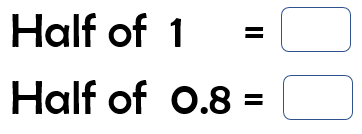 Half of 1 =
Half of 0.8 =